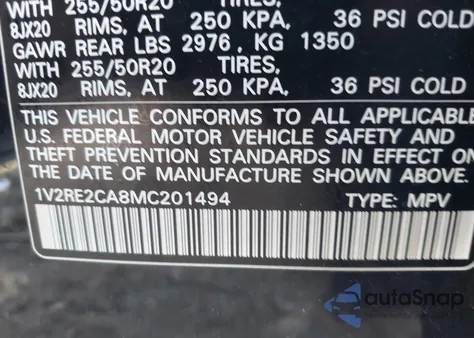 WITH 255/50R20 TIRES,
8JX20 RIMS, AT 250 KPA, 36 PSI COLD
GAWR REAR LBS 2976, KG 1350
WITH 255/50R20 TIRES,
8JX20 RIMS, AT 250 KPA, 36 PSI COLD
THIS VEHICLE CONFORMS TO ALL APPLICABLE
U.S. FEDERAL MOTOR VEHICLE SAFETY AND
THEFT PREVENTION STANDARDS IN EFFECT ON
THE DATE OF MANUFACTURE SHOWN ABOVE.
1V2RE2CA8MC201494 TYPE: MPV
autoSnap